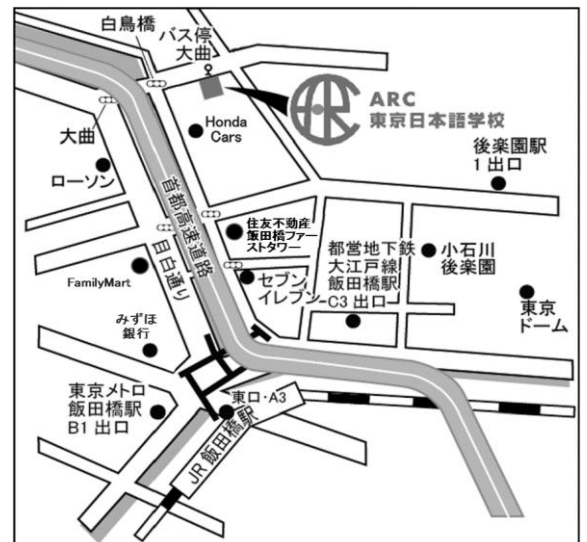 白鳥橋
バス停
大曲
ARC
東京日本語学校
大曲
Honda
Cars
後楽園駅
1 出口
ローソン
首都高速道路
目白通り
住友不動産
飯田橋ファー
ストタワー
都営地下鉄
大江戸線
飯田橋駅
C3 出口
小石川
後楽園
FamilyMart
セブン
イレブン
東京
ドーム
みずほ
銀行
東京メトロ
飯田橋駅
B1 出口
東口・A3
JR 飯田橋駅